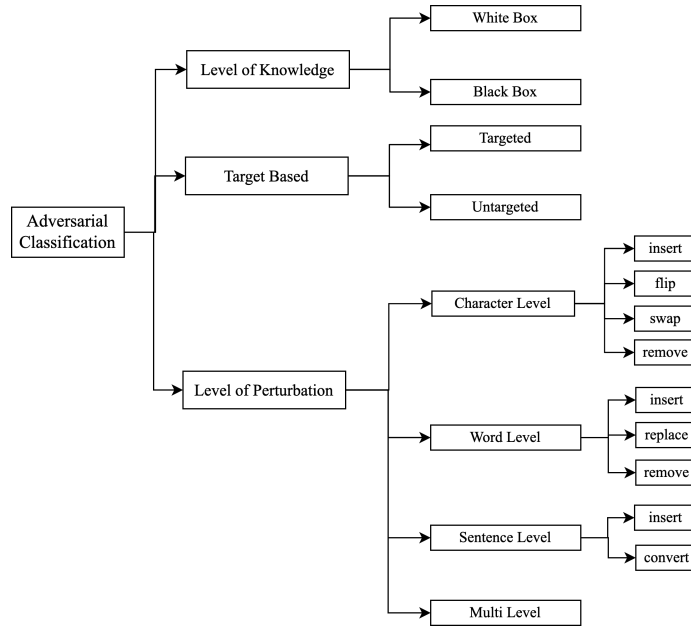 Adversarial
Classification
Level of Knowledge
White Box
Black Box
Target Based
Targeted
Untargeted
Level of Perturbation
Character Level
insert
flip
swap
remove
Word Level
insert
replace
remove
Sentence Level
insert
convert
Multi Level